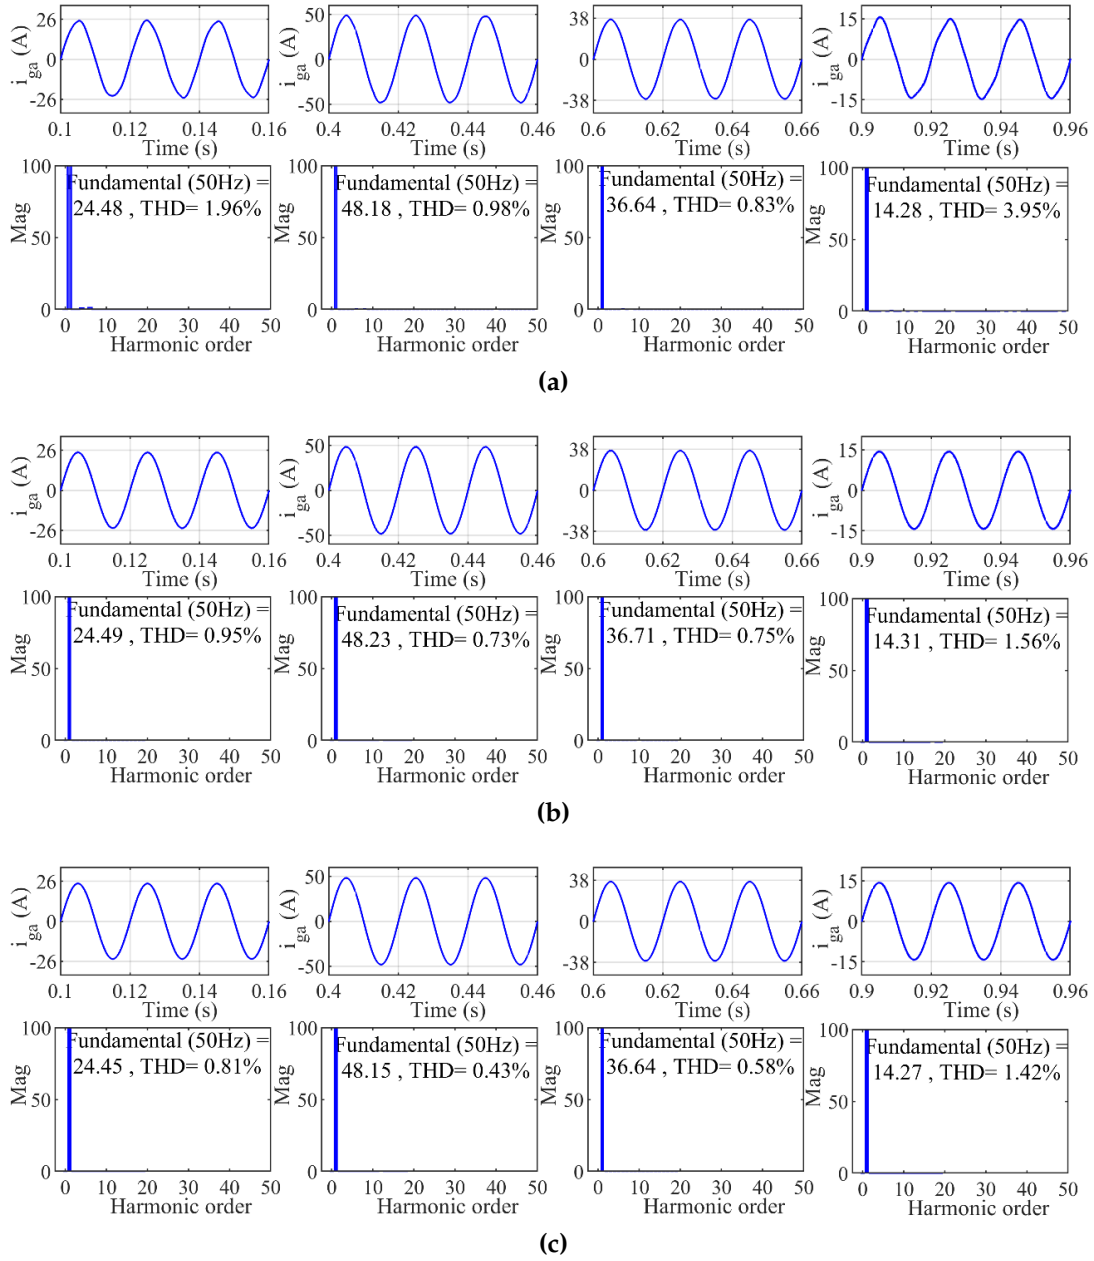 26
0
-26
i_ga (A)
0.1 0.12 0.14 0.16
Time (s)
50
0
-50
i_ga (A)
0.4 0.42 0.44 0.46
Time (s)
38
0
-38
0.6 0.62 0.64 0.66
Time (s)
15
0
-15
i_ga (A)
0.9 0.92 0.94 0.96
Time (s)
100
50
0
Mag
Fundamental (50Hz) =
24.48 , THD= 1.96%
0 10 20 30 40 50
Harmonic order
100
50
0
Mag
Fundamental (50Hz) =
48.18 , THD= 0.98%
0 10 20 30 40 50
Harmonic order
100
50
0
Mag
Fundamental (50Hz) =
36.64 , THD= 0.83%
0 10 20 30 40 50
Harmonic order
100
50
0
Mag
Fundamental (50Hz) =
14.28 , THD= 3.95%
0 10 20 30 40 50
Harmonic order
(a)
26
0
-26
i_ga (A)
0.1 0.12 0.14 0.16
Time (s)
50
0
-50
i_ga (A)
0.4 0.42 0.44 0.46
Time (s)
38
0
-38
0.6 0.62 0.64 0.66
Time (s)
15
0
-15
i_ga (A)
0.9 0.92 0.94 0.96
Time (s)
100
50
0
Mag
Fundamental (50Hz) =
24.49 , THD= 0.95%
0 10 20 30 40 50
Harmonic order
100
50
0
Mag
Fundamental (50Hz) =
48.23 , THD= 0.73%
0 10 20 30 40 50
Harmonic order
100
50
0
Mag
Fundamental (50Hz) =
36.71 , THD= 0.75%
0 10 20 30 40 50
Harmonic order
100
50
0
Mag
Fundamental (50Hz) =
14.31 , THD= 1.56%
0 10 20 30 40 50
Harmonic order
(b)
26
0
-26
i_ga (A)
0.1 0.12 0.14 0.16
Time (s)
50
0
-50
i_ga (A)
0.4 0.42 0.44 0.46
Time (s)
38
0
-38
0.6 0.62 0.64 0.66
Time (s)
15
0
-15
i_ga (A)
0.9 0.92 0.94 0.96
Time (s)
100
50
0
Mag
Fundamental (50Hz) =
24.45 , THD= 0.81%
0 10 20 30 40 50
Harmonic order
100
50
0
Mag
Fundamental (50Hz) =
48.15 , THD= 0.43%
0 10 20 30 40 50
Harmonic order
100
50
0
Mag
Fundamental (50Hz) =
36.64 , THD= 0.58%
0 10 20 30 40 50
Harmonic order
100
50
0
Mag
Fundamental (50Hz) =
14.27 , THD= 1.42%
0 10 20 30 40 50
Harmonic order
(c)